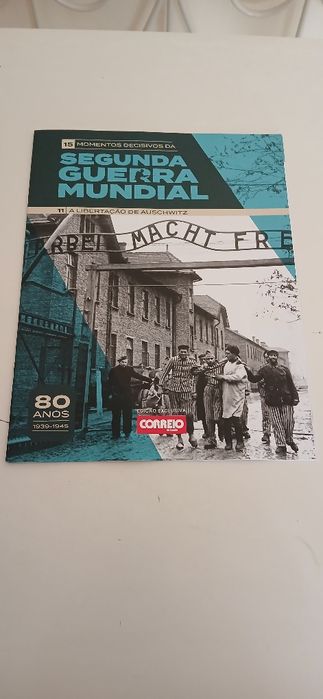 15 MOMENTOS DECISIVOS DA
SEGUNDA
GUERRA
MUNDIAL
11 | A LIBERTAÇÃO DE AUSCHWITZ
ARBEI MACHT FRE
80
ANOS
1939-1945
EDIÇÃO EXCLUSIVA
CORREIO